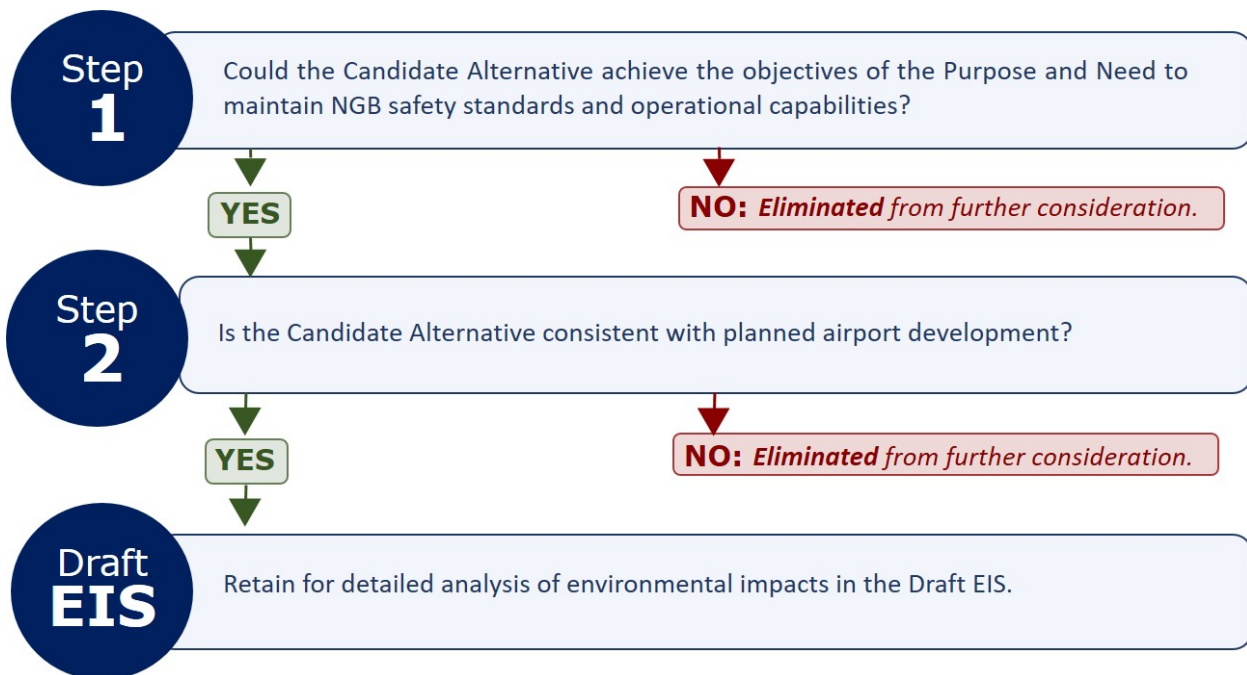 Step
1
Could the Candidate Alternative achieve the objectives of the Purpose and Need to
maintain NGB safety standards and operational capabilities?
YES
NO: Eliminated from further consideration.
Step
2
Is the Candidate Alternative consistent with planned airport development?
YES
NO: Eliminated from further consideration.
Draft
EIS
Retain for detailed analysis of environmental impacts in the Draft EIS.